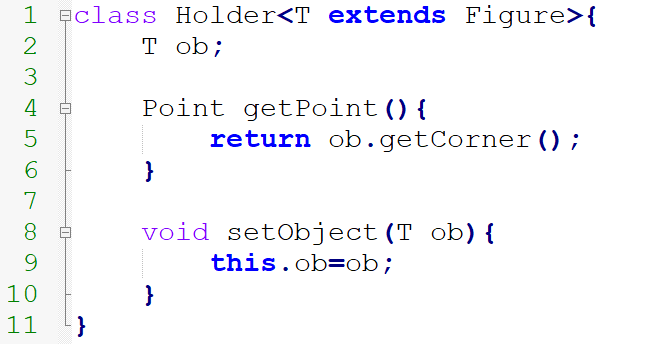 1 class Holder<T extends Figure>{
2     T ob;
3
4     Point getPoint(){
5         return ob.getCorner();
6     }
7
8     void setObject(T ob){
9         this.ob=ob;
10     }
11 }